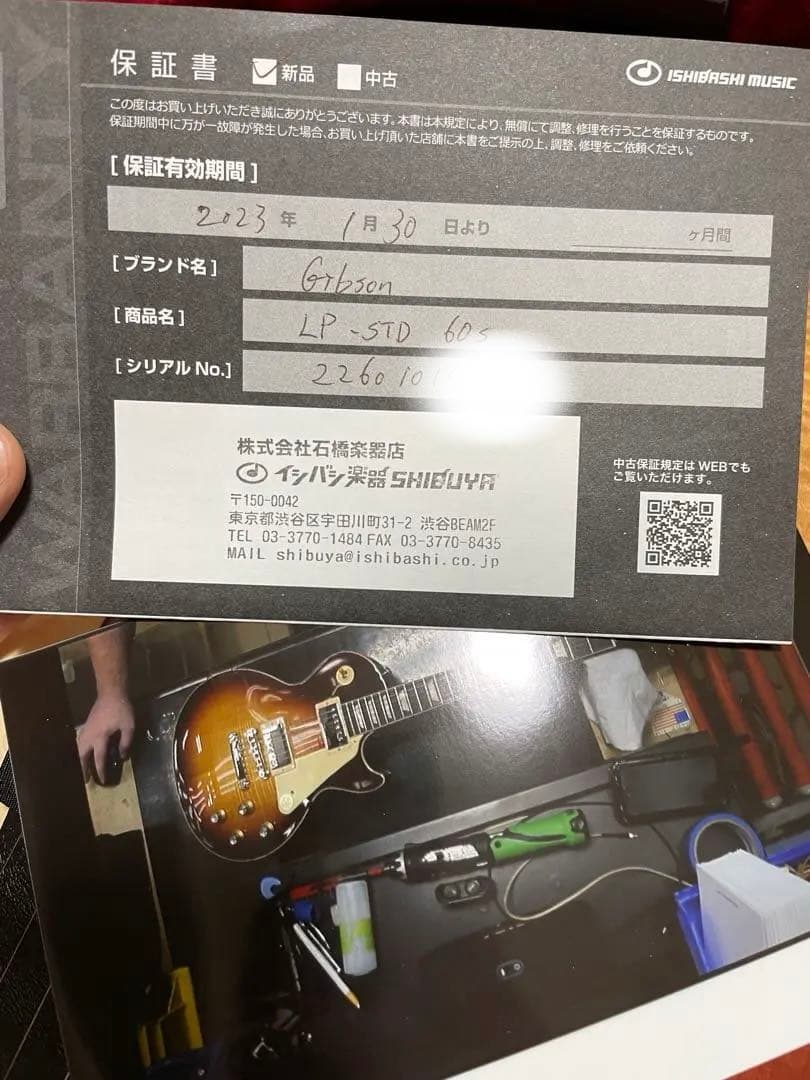 WARRANTY
保証書 ☑新品 □中古
ISHIBASHI MUSIC
この度はお買い上げいただき誠にありがとうございます。本書は本規定により、無償にて調整、修理を行うことを保証するものです。
保証期間中に万が一故障が発生した場合、お買い上げ頂いた店舗に本書をご提示の上、調整、修理をご依頼ください。
[ 保証有効期間 ]
2023 年 1 月 30 日より ヶ月間
[ ブランド名 ] Gibson
[ 商品名 ] LP-STD 60s
[ シリアル No.] 226010
株式会社石橋楽器店
イシバシ楽器 SHIBUYA
〒150-0042
東京都渋谷区宇田川町31-2 渋谷BEAM2F
TEL 03-3770-1484 FAX 03-3770-8435
MAIL shibuya@ishibashi.co.jp
中古保証規定は WEBでも
ご覧いただけます。